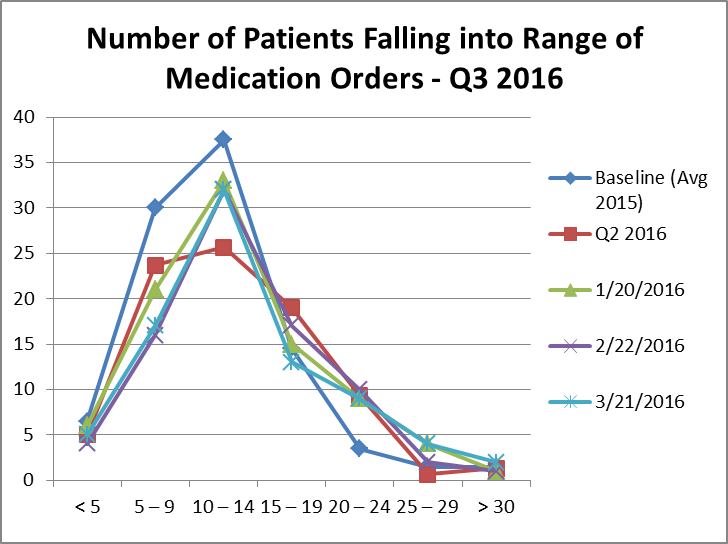 Number of Patients Falling into Range of
Medication Orders - Q3 2016
40
35
30
25
20
15
10
5
0
< 5 5 – 9 10 – 14 15 – 19 20 – 24 25 – 29 > 30
Baseline (Avg
2015)
Q2 2016
1/20/2016
2/22/2016
3/21/2016